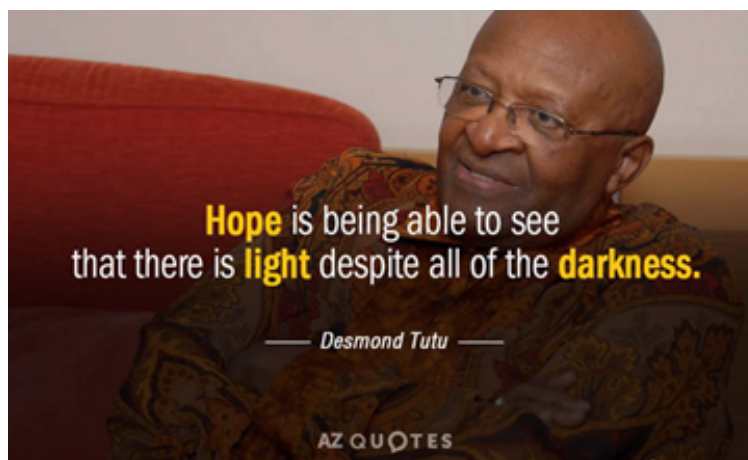 Hope is being able to see
that there is light despite all of the darkness.
Desmond Tutu
AZ QUOTES